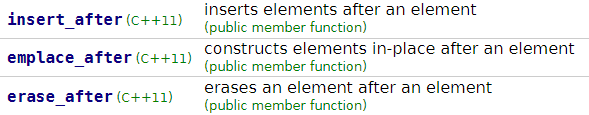 insert_after (C++11) inserts elements after an element
(public member function)
emplace_after (C++11) constructs elements in-place after an element
(public member function)
erase_after (C++11) erases an element after an element
(public member function)